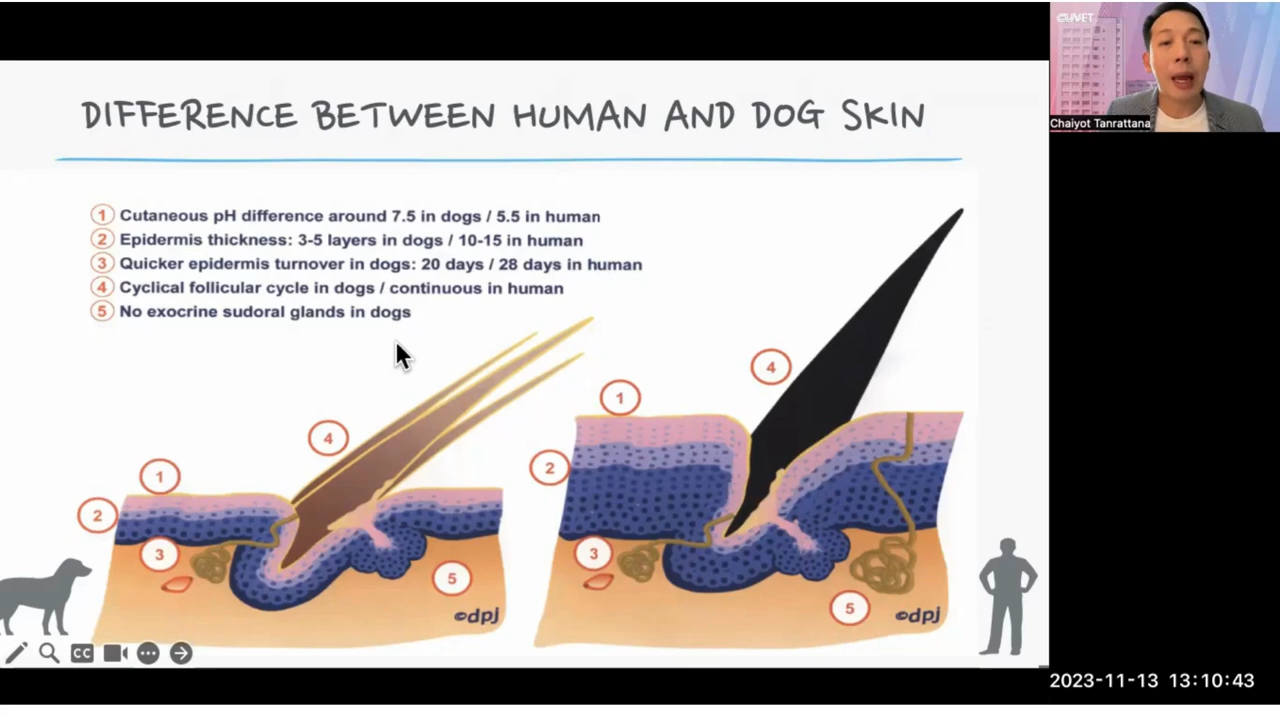 CUVET
DIFFERENCE BETWEEN HUMAN AND DOG SKIN
Chaiyot Tanrattana
1 Cutaneous pH difference around 7.5 in dogs / 5.5 in human
2 Epidermis thickness: 3-5 layers in dogs / 10-15 in human
3 Quicker epidermis turnover in dogs: 20 days / 28 days in human
4 Cyclical follicular cycle in dogs / continuous in human
5 No exocrine sudoral glands in dogs
4
1
2
3
5
©dpj
4
1
2
3
5
©dpj
CC
2023-11-13 13:10:43